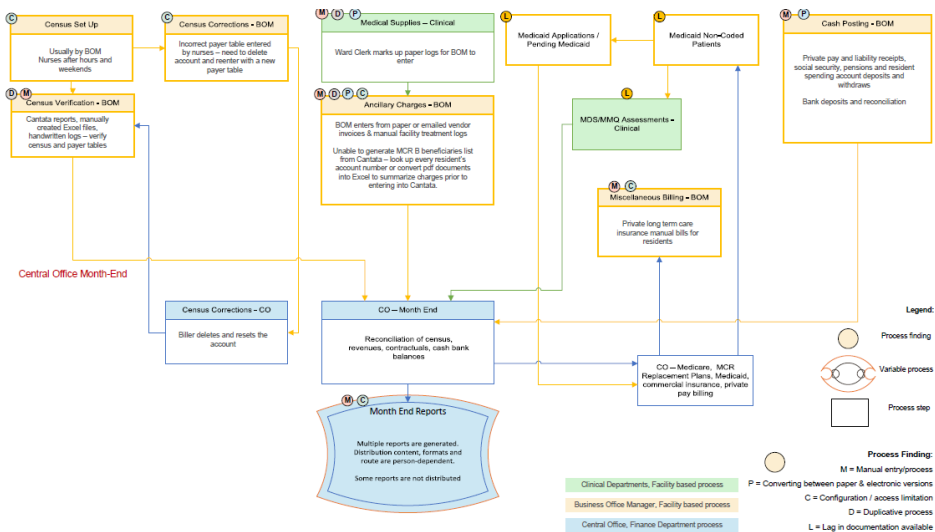 C
Census Set Up
Usually by BOM
Nurses after hours and
weekends
C
Census Corrections - BOM
Incorrect payer table entered
by nurses – need to delete
account and reenter with a new
payer table
D M
Census Verification - BOM
Cantata reports, manually
created Excel files,
handwritten logs – verify
census and payer tables
M D P
Medical Supplies – Clinical
Ward Clerk marks up paper logs for BOM to
enter
M D P C
Ancillary Charges – BOM
BOM enters from paper or emailed vendor
invoices & manual facility treatment logs
Unable to generate MCR B beneficiaries list
from Cantata – look up every resident's
account number or convert pdf documents
into Excel to summarize charges prior to
entering into Cantata.
L
Medicaid Applications /
Pending Medicaid
L
Medicaid Non-Coded
Patients
L
MDS/MMQ Assessments –
Clinical
M P
Cash Posting – BOM
Private pay and liability receipts,
social security, pensions and resident
spending account deposits and
withdraws
Bank deposits and reconciliation
M C
Miscellaneous Billing – BOM
Private long term care
insurance manual bills for
residents
Central Office Month-End
Census Corrections – CO
Biller deletes and resets the
account
CO – Month End
Reconciliation of census,
revenues, contractuals, cash bank
balances
CO – Medicare, MCR
Replacement Plans, Medicaid,
commercial insurance, private
pay billing
M C
Month End Reports
Multiple reports are generated.
Distribution content, formats and
route are person-dependent.
Some reports are not distributed
Legend:
Process finding
Variable process
Process step
Process Finding:
M = Manual entry/process
P = Converting between paper & electronic versions
C = Configuration / access limitation
D = Duplicative process
L = Lag in documentation available
Clinical Departments, Facility based process
Business Office Manager, Facility based process
Central Office, Finance Department process